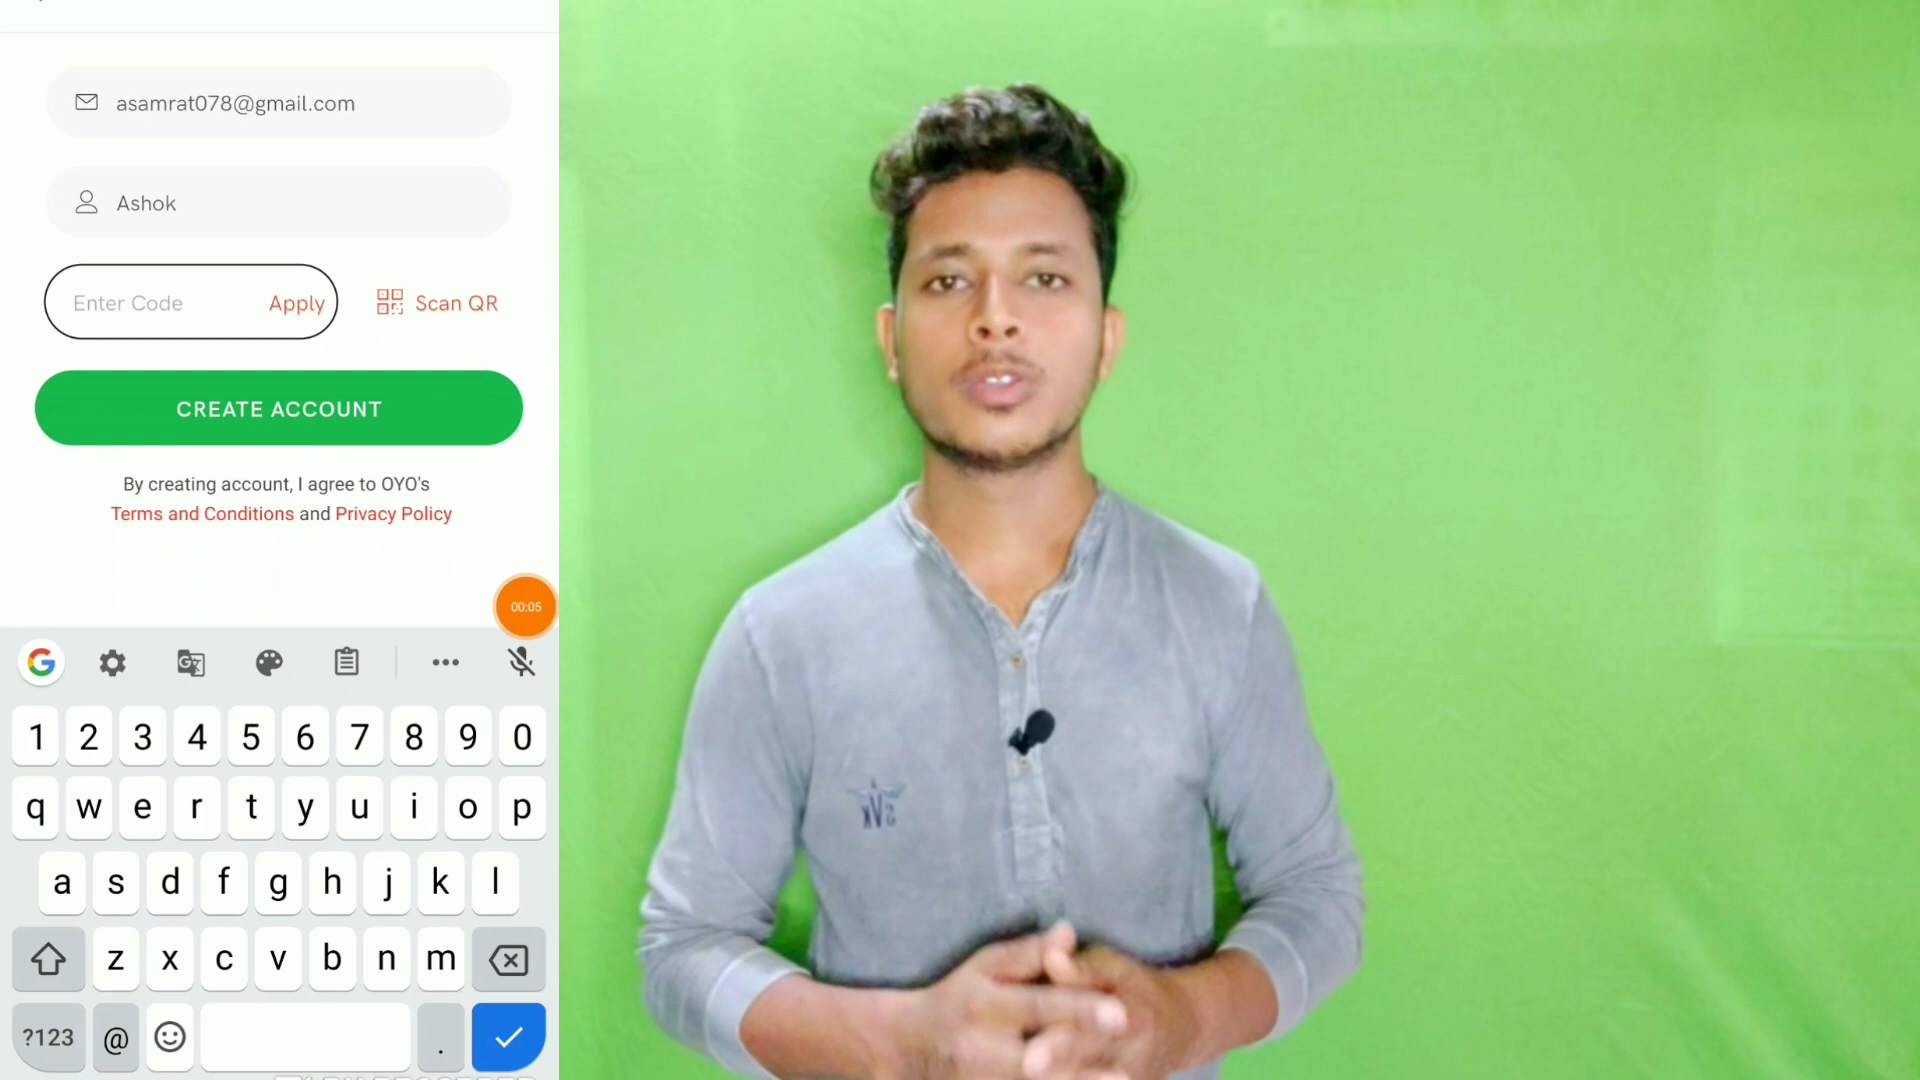 asamrat078@gmail.com
Ashok
Enter Code Apply Scan QR
CREATE ACCOUNT
By creating account, I agree to OYO's
Terms and Conditions and Privacy Policy
00:05
1 2 3 4 5 6 7 8 9 0
q w e r t y u i o p
a s d f g h j k l
z x c v b n m
?123 @ .